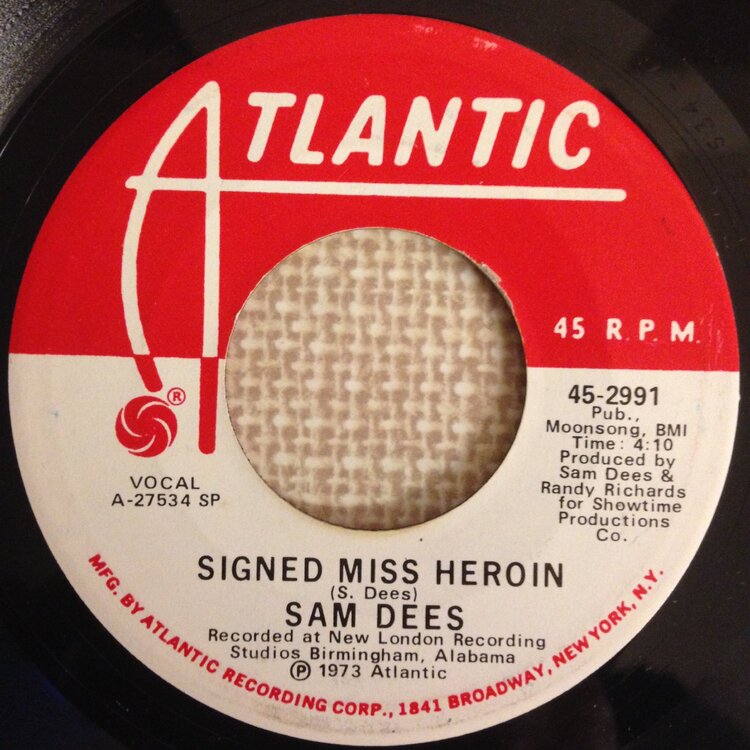 ATLANTIC
45 R.P.M.
®
45-2991
Pub.,
Moonsong, BMI
Time: 4:10
Produced by
Sam Dees &
Randy Richards
for Showtime
Productions
Co.
VOCAL
A-27534 SP
SIGNED MISS HEROIN
(S. Dees)
SAM DEES
Recorded at New London Recording
Studios Birmingham, Alabama
Ⓟ 1973 Atlantic
MFG. BY ATLANTIC RECORDING CORP., 1841 BROADWAY, NEW YORK, N.Y.